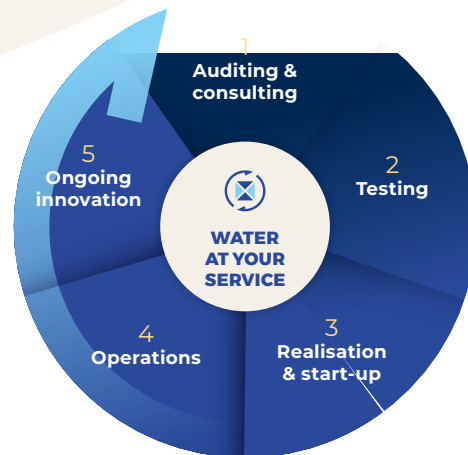 1
Auditing &
consulting
2
Testing
3
Realisation
& start-up
4
Operations
5
Ongoing
innovation
WATER
AT YOUR
SERVICE